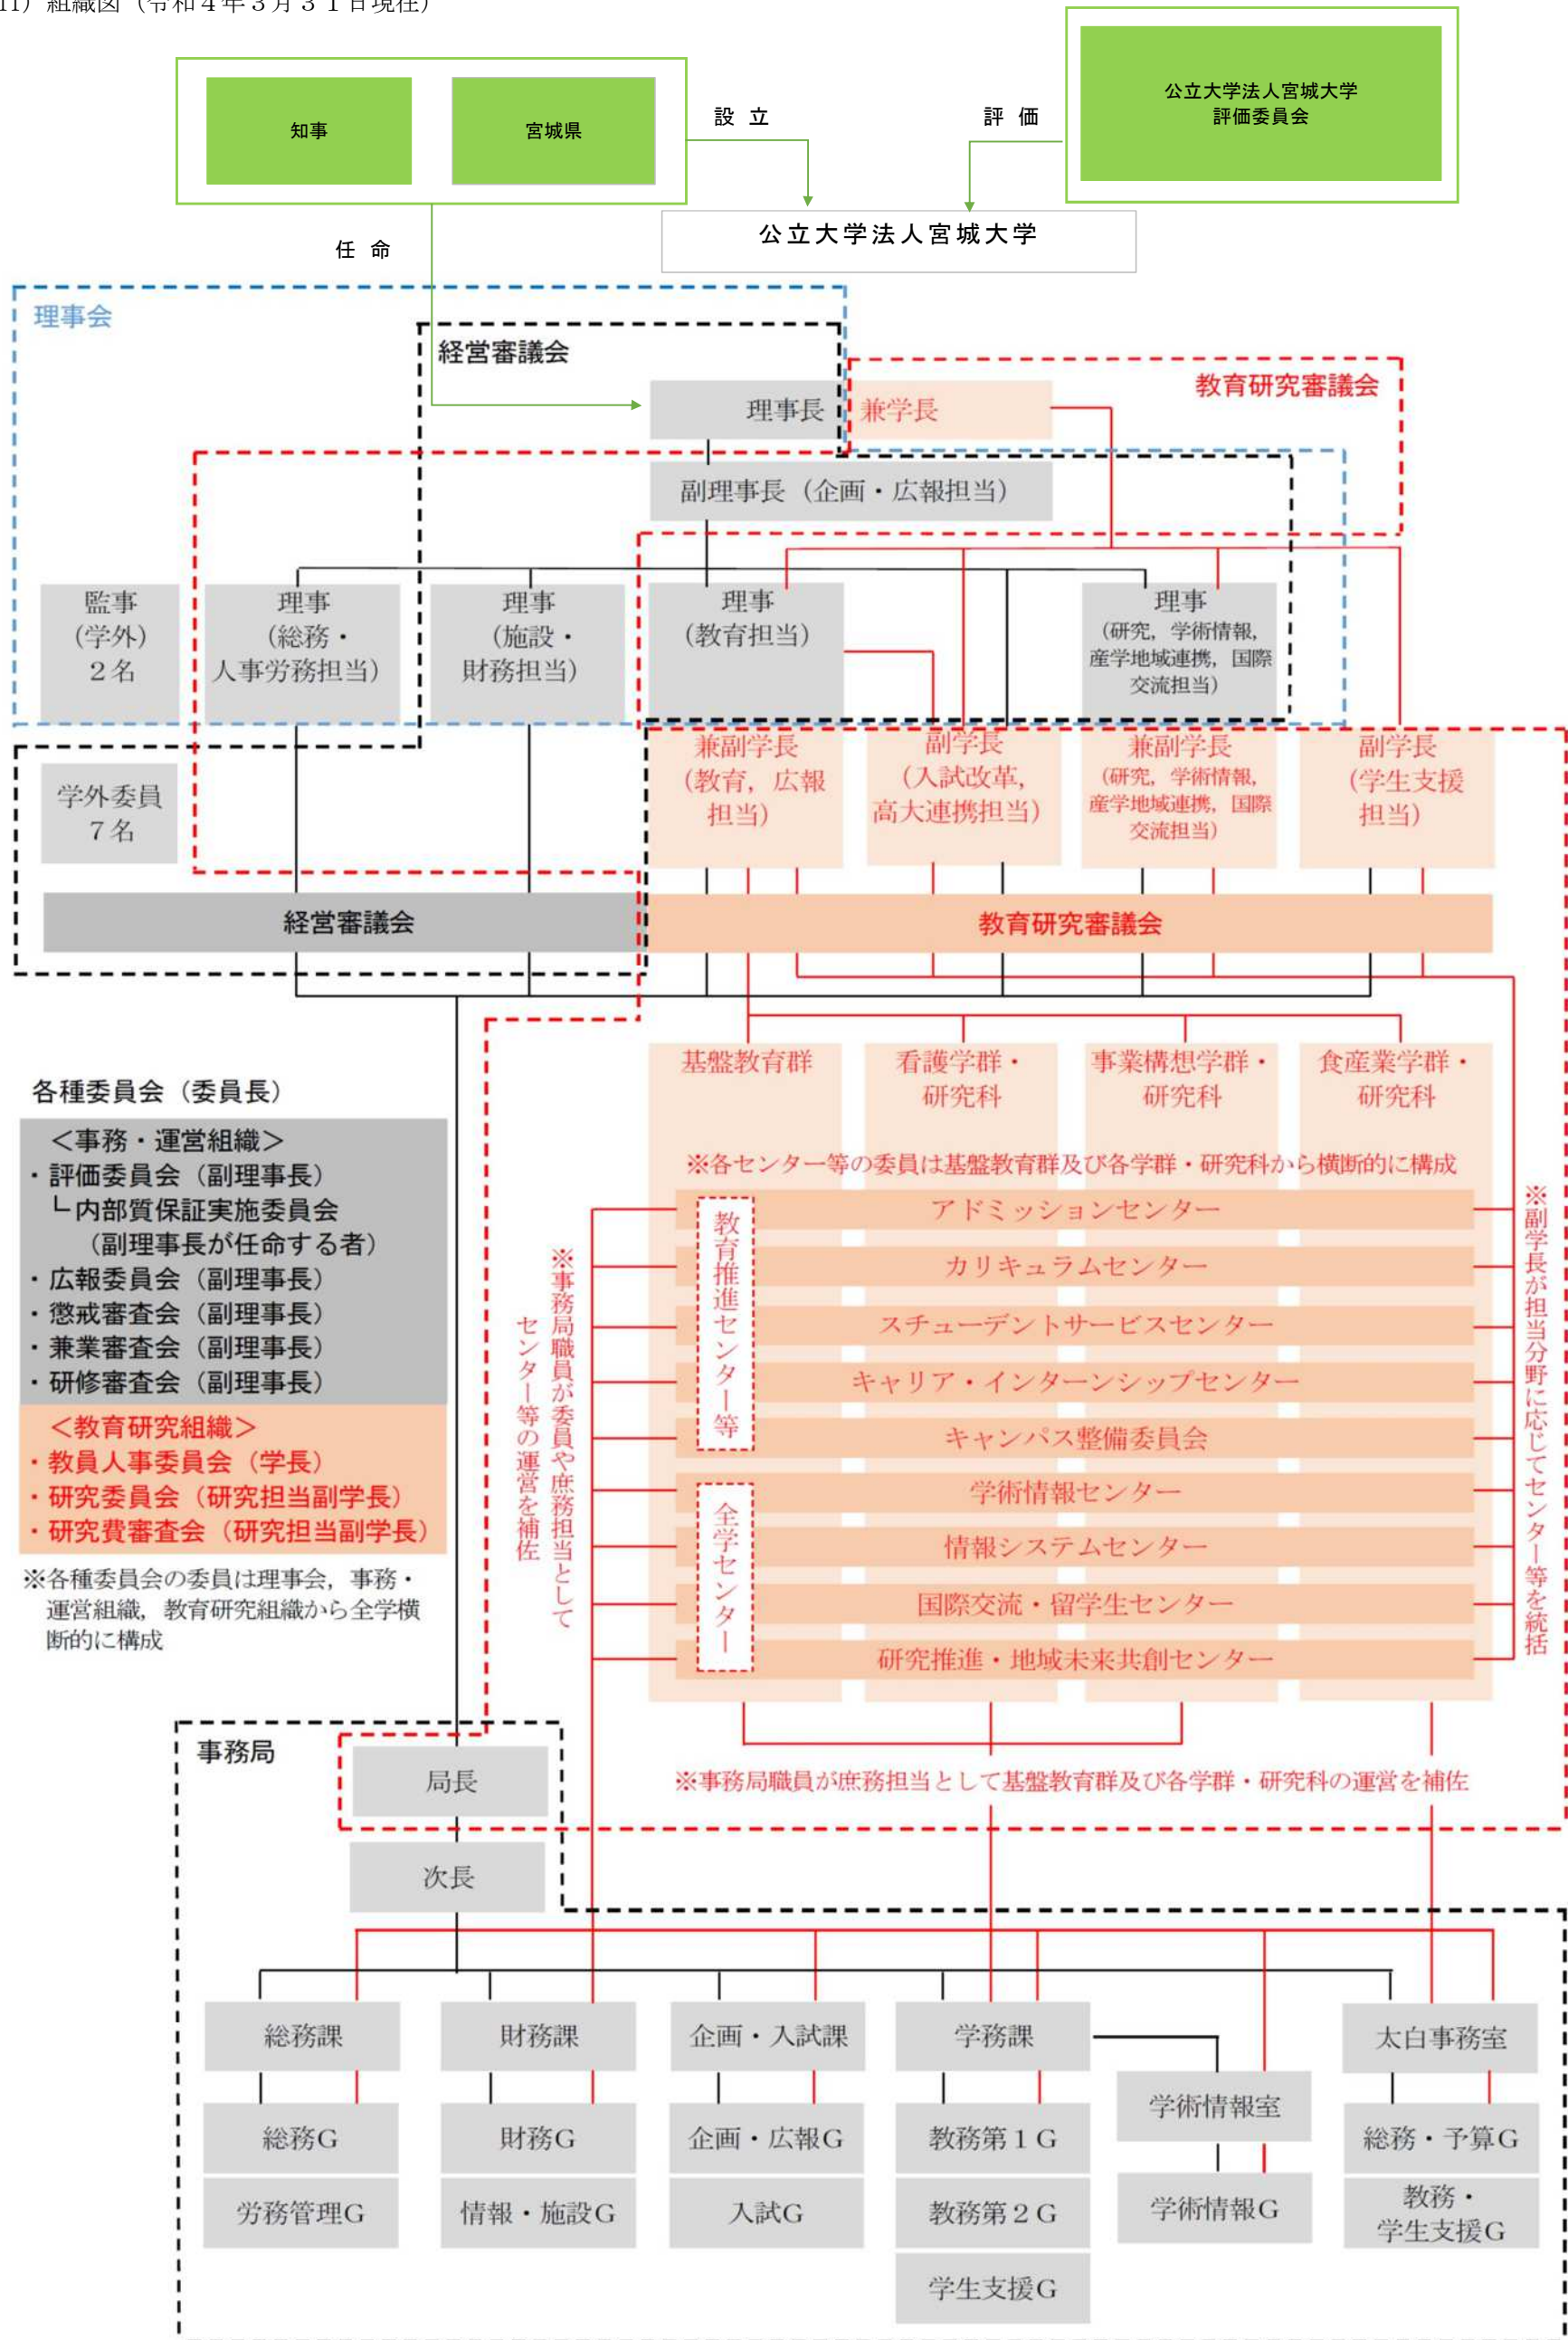 11）組織図（令和４年３月３１日現在）
知事
宮城県
設 立
評 価
公立大学法人宮城大学
評価委員会
公立大学法人宮城大学
任 命
理事会
経営審議会
教育研究審議会
理事長
兼学長
副理事長（企画・広報担当）
監事
（学外）
２名
理事
（総務・
人事労務担当）
理事
（施設・
財務担当）
理事
（教育担当）
理事
（研究，学術情報，
産学地域連携，国際
交流担当）
学外委員
７名
兼副学長
（教育，広報
担当）
副学長
（入試改革，
高大連携担当）
兼副学長
（研究，学術情報，
産学地域連携，国際
交流担当）
副学長
（学生支援
担当）
経営審議会
教育研究審議会
基盤教育群
看護学群・
研究科
事業構想学群・
研究科
食産業学群・
研究科
各種委員会（委員長）
＜事務・運営組織＞
・評価委員会（副理事長）
└内部質保証実施委員会
（副理事長が任命する者）
・広報委員会（副理事長）
・懲戒審査会（副理事長）
・兼業審査会（副理事長）
・研修審査会（副理事長）
＜教育研究組織＞
・教員人事委員会（学長）
・研究委員会（研究担当副学長）
・研究費審査会（研究担当副学長）
※各種委員会の委員は理事会，事務・
運営組織，教育研究組織から全学横
断的に構成
※事務局職員が委員や庶務担当として
センター等の運営を補佐
※各センター等の委員は基盤教育群及び各学群・研究科から横断的に構成
教育推進センター等
アドミッションセンター
カリキュラムセンター
スチューデントサービスセンター
キャリア・インターンシップセンター
キャンパス整備委員会
全学センター
学術情報センター
情報システムセンター
国際交流・留学生センター
研究推進・地域未来共創センター
※副学長が担当分野に応じてセンター等を統括
※事務局職員が庶務担当として基盤教育群及び各学群・研究科の運営を補佐
事務局
局長
次長
総務課
財務課
企画・入試課
学務課
太白事務室
学術情報室
総務Ｇ
財務Ｇ
企画・広報Ｇ
教務第１Ｇ
総務・予算Ｇ
労務管理Ｇ
情報・施設Ｇ
入試Ｇ
教務第２Ｇ
学術情報Ｇ
教務・
学生支援Ｇ
学生支援Ｇ